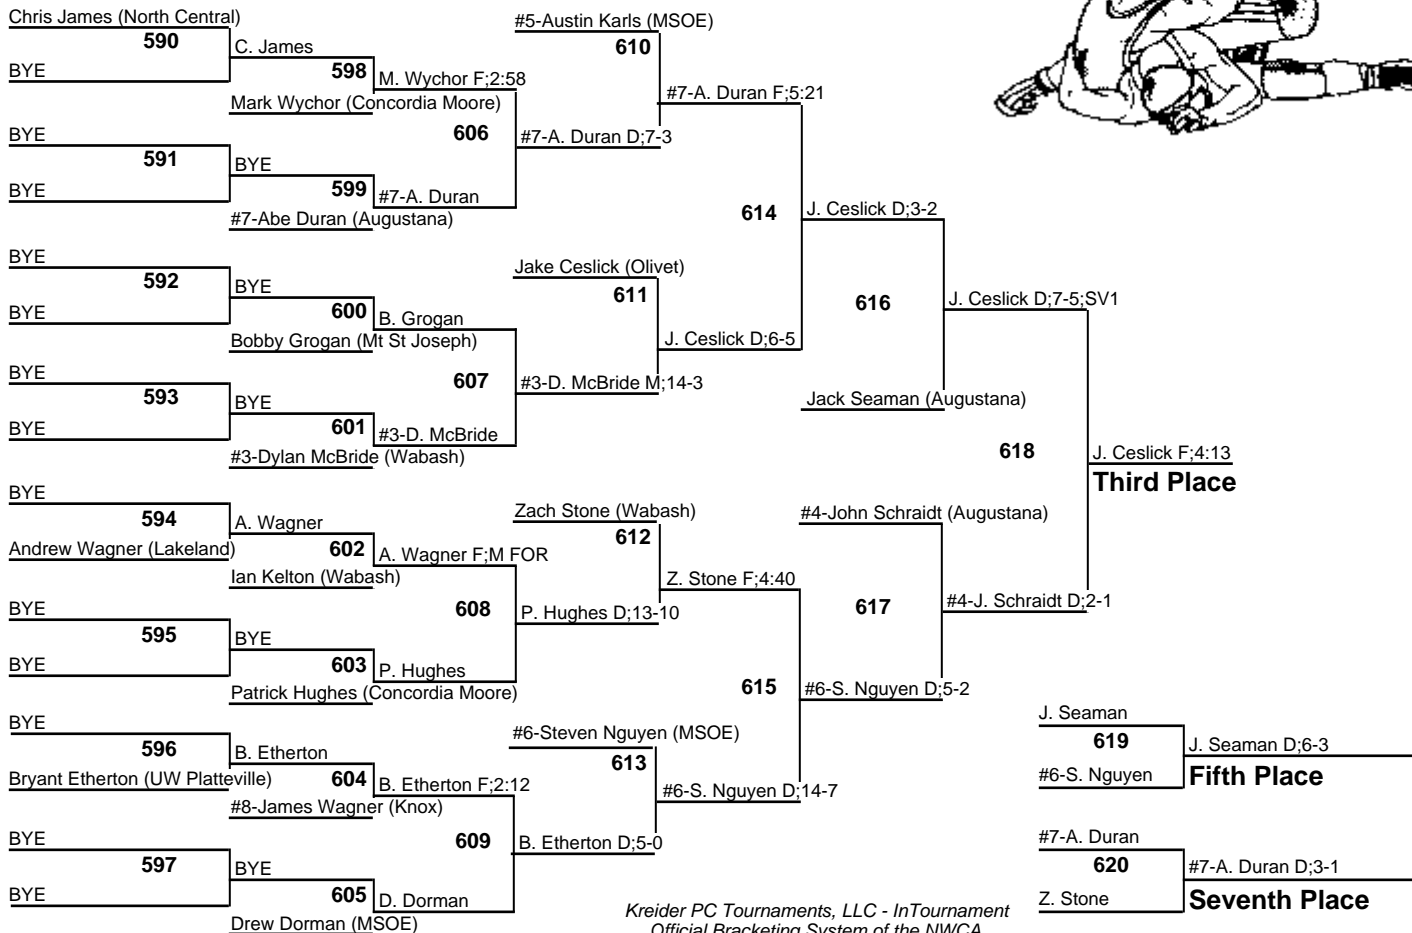 Chris James (North Central)
590
BYE
C. James
598
Mark Wychor (Concordia Moore)
M. Wychor F;2:58
BYE
591
BYE
BYE
599
#7-Abe Duran (Augustana)
#7-A. Duran
606
#7-A. Duran D;7-3
#5-Austin Karls (MSOE)
610
#7-A. Duran F;5:21
BYE
592
BYE
BYE
600
Bobby Grogan (Mt St Joseph)
B. Grogan
BYE
593
BYE
BYE
601
#3-Dylan McBride (Wabash)
#3-D. McBride
607
#3-D. McBride M;14-3
Jake Ceslick (Olivet)
611
J. Ceslick D;6-5
614
J. Ceslick D;3-2
616
Jack Seaman (Augustana)
J. Ceslick D;7-5;SV1
BYE
594
Andrew Wagner (Lakeland)
A. Wagner
602
Ian Kelton (Wabash)
A. Wagner F;M FOR
BYE
595
BYE
BYE
603
Patrick Hughes (Concordia Moore)
P. Hughes
608
P. Hughes D;13-10
Zach Stone (Wabash)
612
Z. Stone F;4:40
BYE
596
Bryant Etherton (UW Platteville)
B. Etherton
604
#8-James Wagner (Knox)
B. Etherton F;2:12
BYE
597
BYE
BYE
605
Drew Dorman (MSOE)
D. Dorman
609
B. Etherton D;5-0
#6-Steven Nguyen (MSOE)
613
#6-S. Nguyen D;14-7
615
#6-S. Nguyen D;5-2
#4-John Schraidt (Augustana)
617
#4-J. Schraidt D;2-1
618
J. Ceslick F;4:13
Third Place
J. Seaman
619
#6-S. Nguyen
J. Seaman D;6-3
Fifth Place
#7-A. Duran
620
Z. Stone
#7-A. Duran D;3-1
Seventh Place
Kreider PC Tournaments, LLC - InTournament
Official Bracketing System of the NWCA